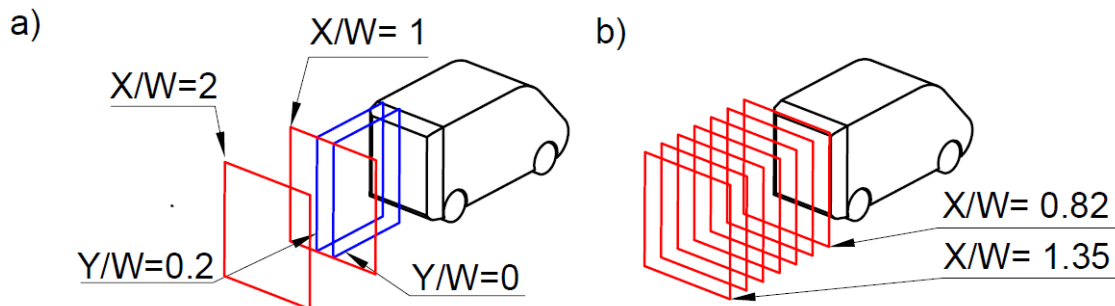 a)
X/W= 1
X/W=2
Y/W=0.2
Y/W=0
b)
X/W= 0.82
X/W= 1.35